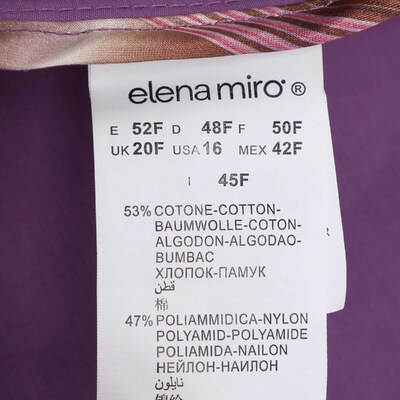 elena miro ®
E 52F D 48F F 50F
UK 20F USA 16 MEX 42F
I 45F
53% COTONE-COTTON-
BAUMWOLLE-COTON-
ALGODON-ALGODAO-
BUMBAC
ХЛОПОК-ПАМУК
قطن
棉
47% POLIAMMIDICA-NYLON
POLYAMID-POLYAMIDE
POLIAMIDA-NAILON
НЕЙЛОН-НАИЛОН
نايلون